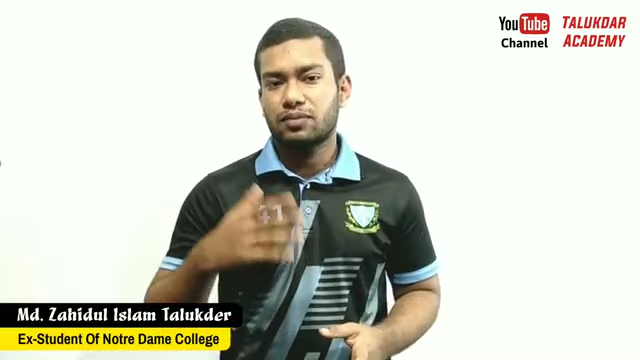 YouTube
Channel
TALUKDAR
ACADEMY
Md. Zahidul Islam Talukder
Ex-Student Of Notre Dame College